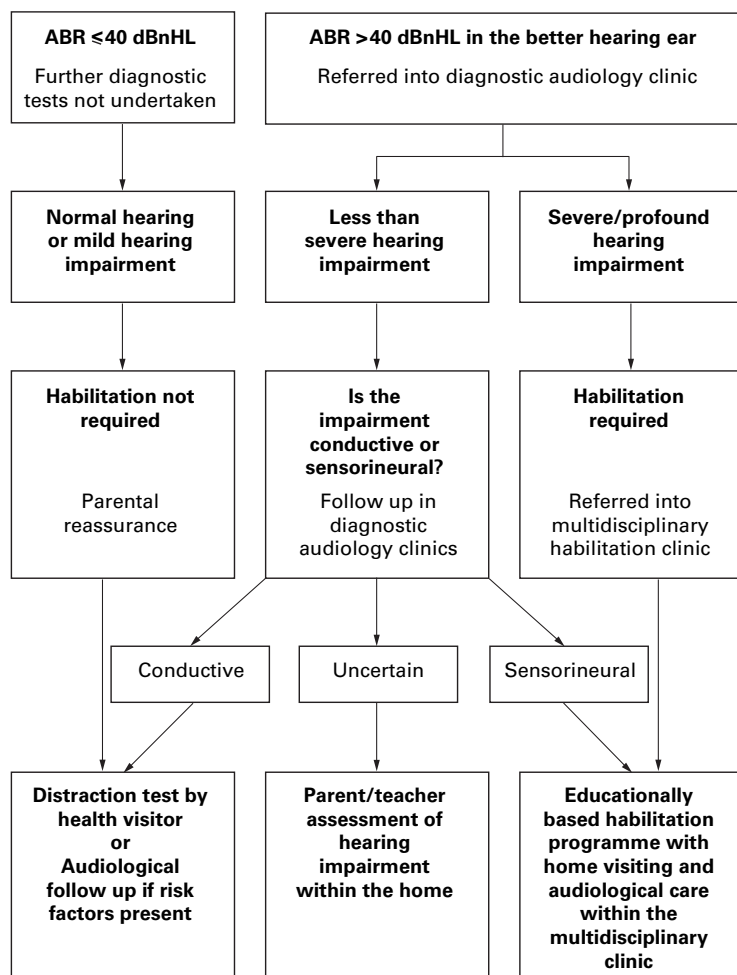 ABR ⩽40 dBnHL
Further diagnostic
tests not undertaken
ABR >40 dBnHL in the better hearing ear
Referred into diagnostic audiology clinic
Normal hearing
or mild hearing
impairment
Less than
severe hearing
impairment
Severe/profound
hearing
impairment
Habilitation not
required
Parental
reassurance
Is the
impairment
conductive or
sensorineural?
Follow up in
diagnostic
audiology clinics
Habilitation
required
Referred into
multidisciplinary
habilitation clinic
Conductive
Uncertain
Sensorineural
Distraction test by
health visitor
or
Audiological
follow up if risk
factors present
Parent/teacher
assessment of
hearing
impairment
within the home
Educationally
based habilitation
programme with
home visiting and
audiological care
within the
multidisciplinary
clinic